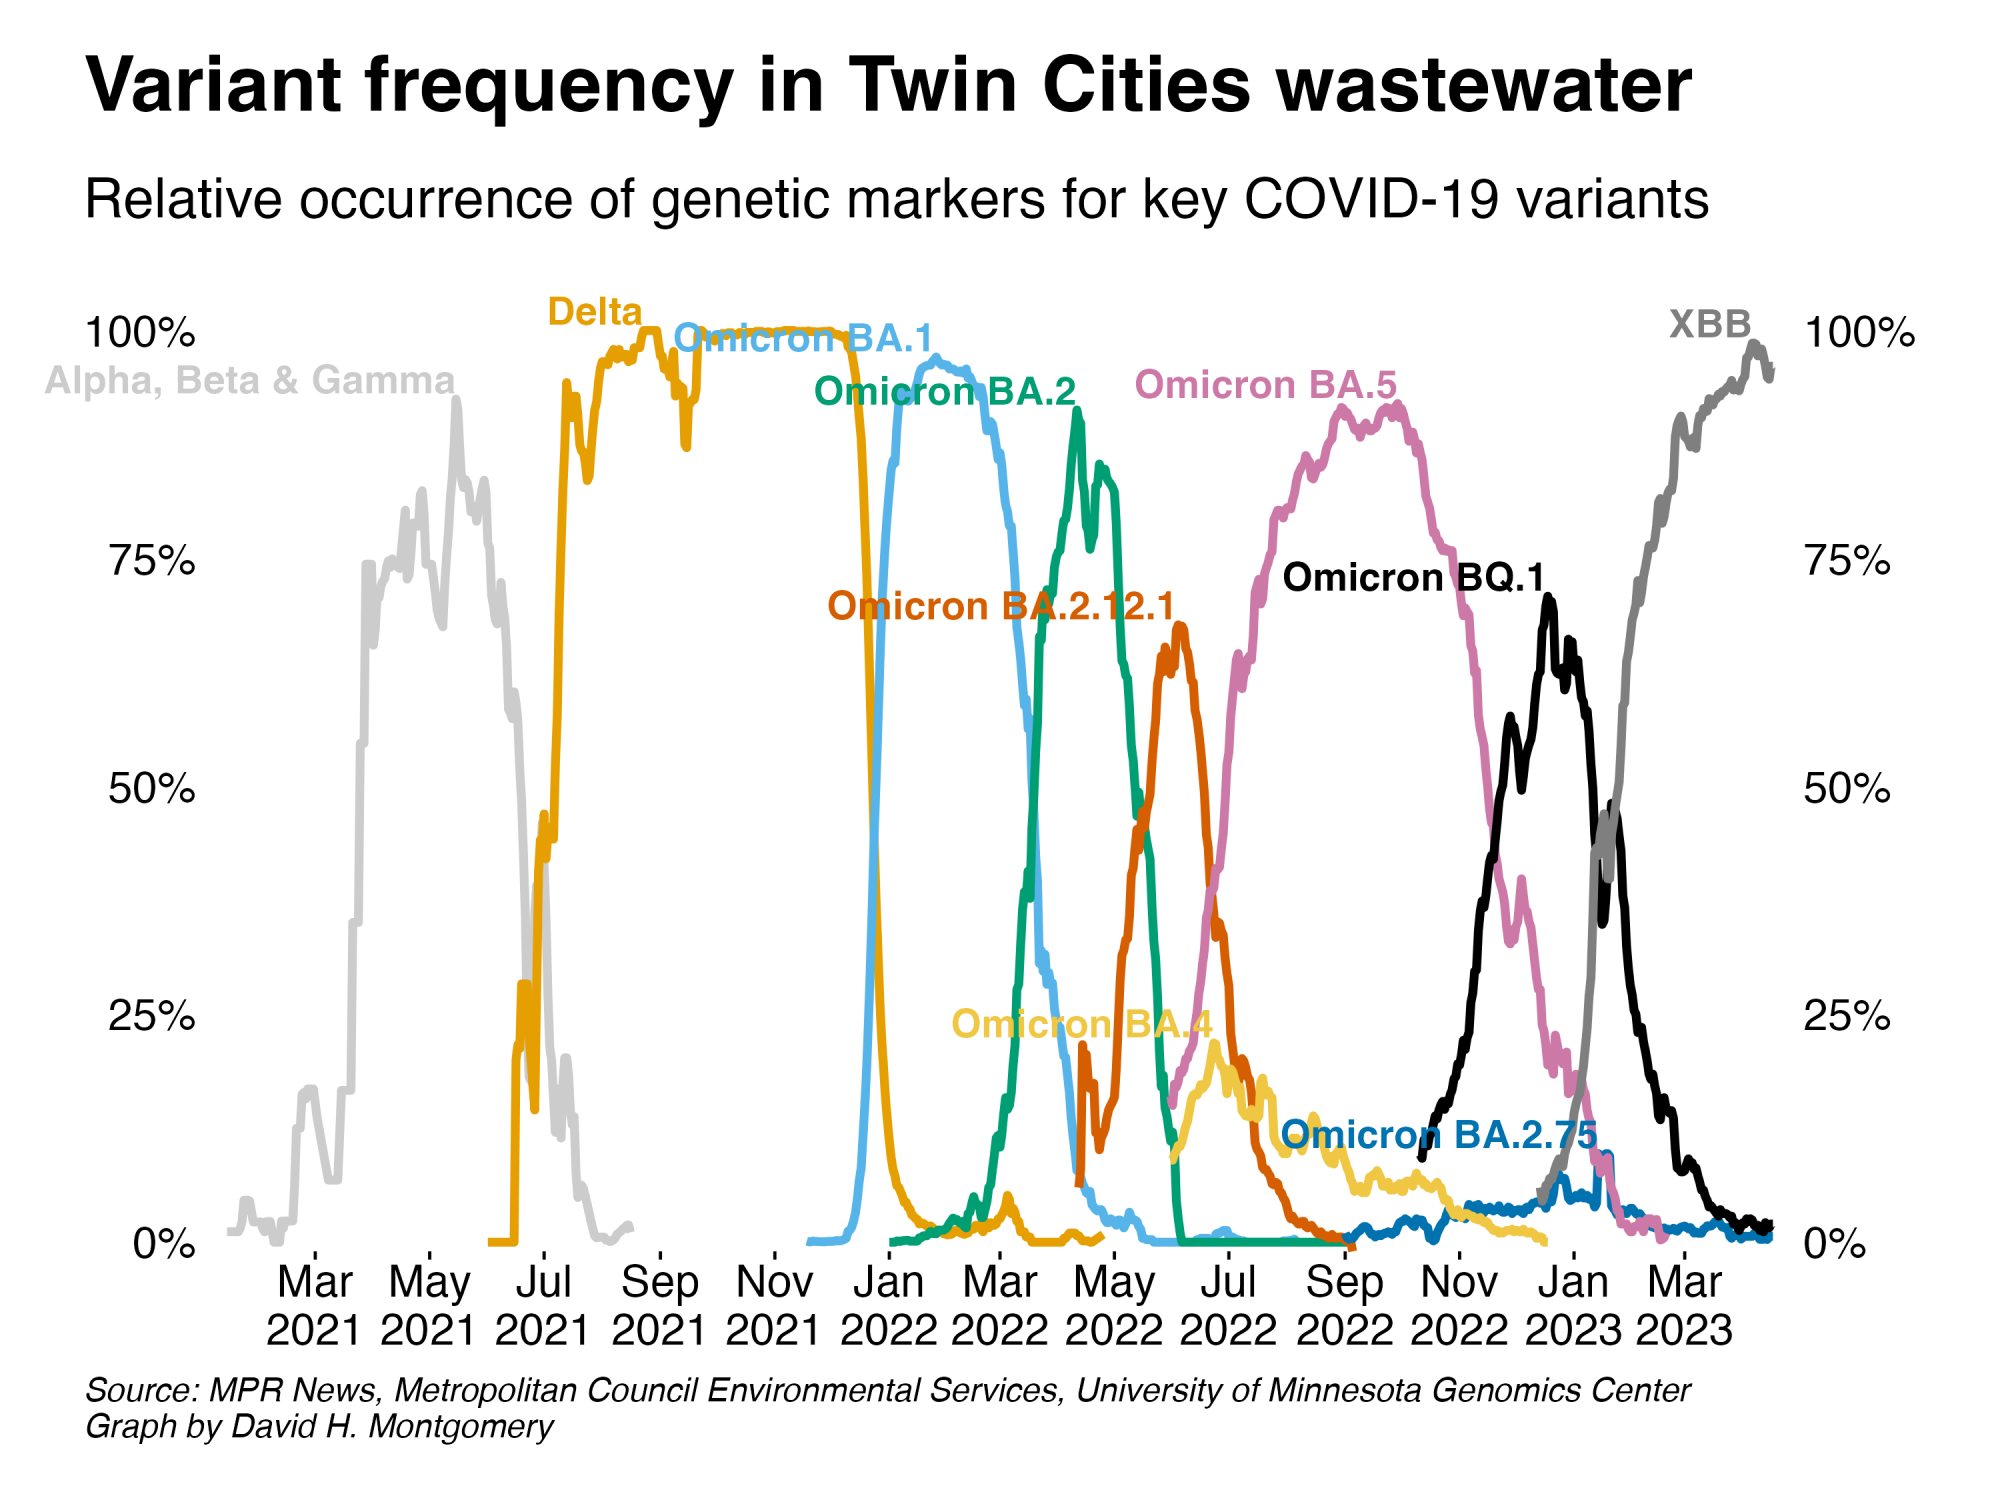 Variant frequency in Twin Cities wastewater
Relative occurrence of genetic markers for key COVID-19 variants
Delta
XBB
100%
Omicron BA.1
100%
Alpha, Beta & Gamma
Omicron BA.2
Omicron BA.5
75%
Omicron BQ.1
75%
Omicron BA.2.12.1
50%
50%
25%
Omicron BA.4
25%
Omicron BA.2.75
0%
0%
Mar May Jul Sep Nov Jan Mar May Jul Sep Nov Jan Mar
2021 2021 2021 2021 2021 2022 2022 2022 2022 2022 2022 2023 2023
Source: MPR News, Metropolitan Council Environmental Services, University of Minnesota Genomics Center
Graph by David H. Montgomery